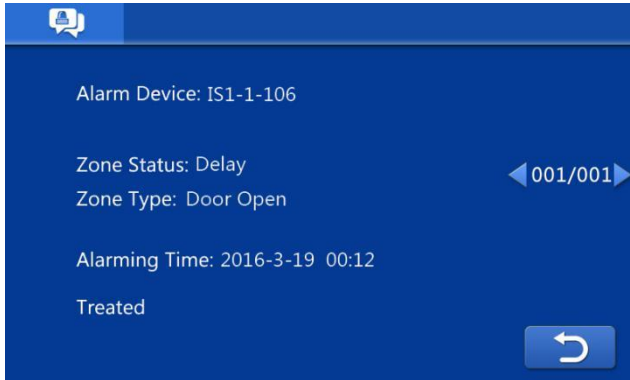 Alarm Device: IS1-1-106
Zone Status: Delay
001/001
Zone Type: Door Open
Alarming Time: 2016-3-19 00:12
Treated